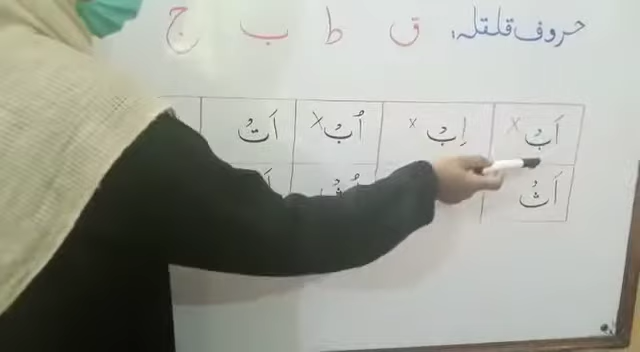 حروف قلقلہ: ق ط ب ج
اَبْ x اِبْ x اُبْ x اَتْ
اَثْ